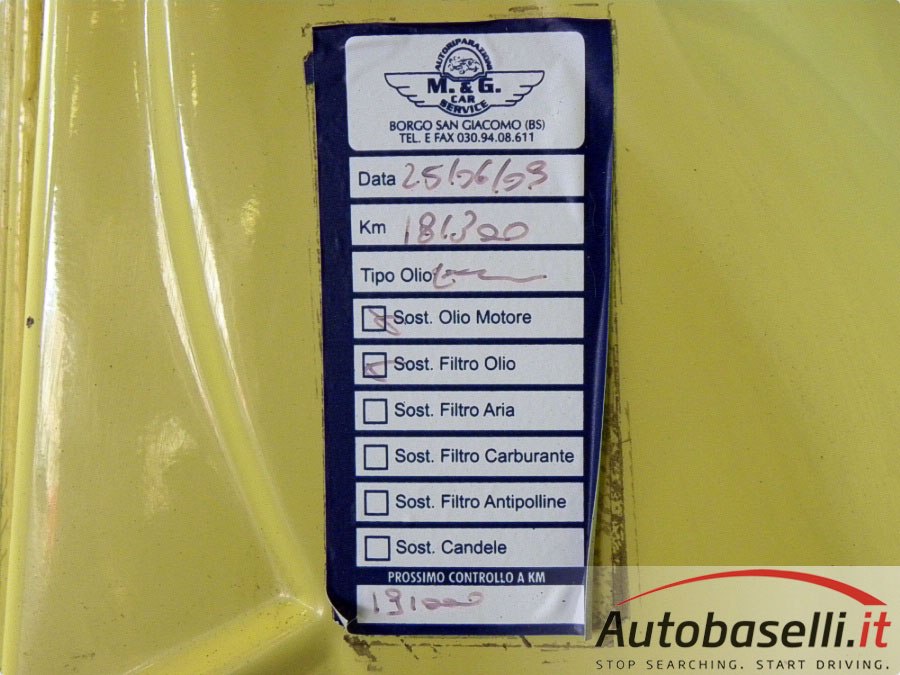 AUTORIPARAZIONI
M. & G.
CAR
SERVICE
BORGO SAN GIACOMO (BS)
TEL. E FAX 030.94.08.611
Data 25/06/09
Km 181.300
Tipo Olio
Sost. Olio Motore
Sost. Filtro Olio
Sost. Filtro Aria
Sost. Filtro Carburante
Sost. Filtro Antipolline
Sost. Candele
PROSSIMO CONTROLLO A KM
191000
Autobaselli.it
STOP SEARCHING. START DRIVING.